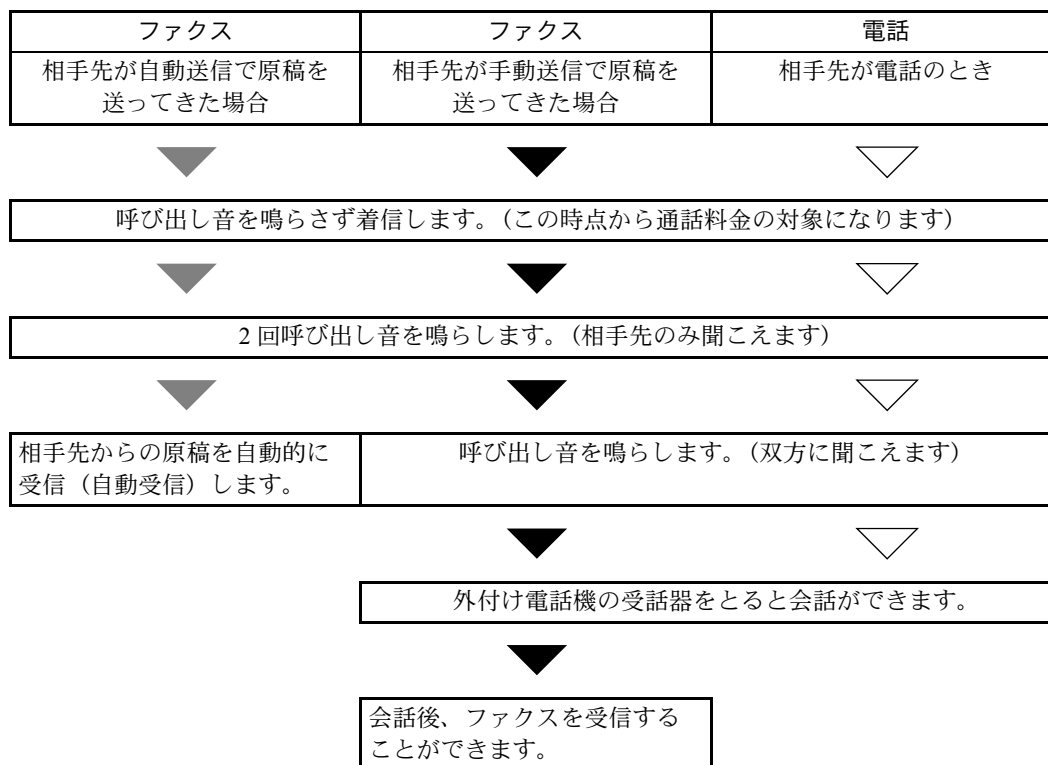 ファクス
ファクス
電話
相手先が自動送信で原稿を
送ってきた場合
相手先が手動送信で原稿を
送ってきた場合
相手先が電話のとき
呼び出し音を鳴らさず着信します。（この時点から通話料金の対象になります）
2 回呼び出し音を鳴らします。（相手先のみ聞こえます）
相手先からの原稿を自動的に
受信（自動受信）します。
呼び出し音を鳴らします。（双方に聞こえます）
外付け電話機の受話器をとると会話ができます。
会話後、ファクスを受信する
ことができます。